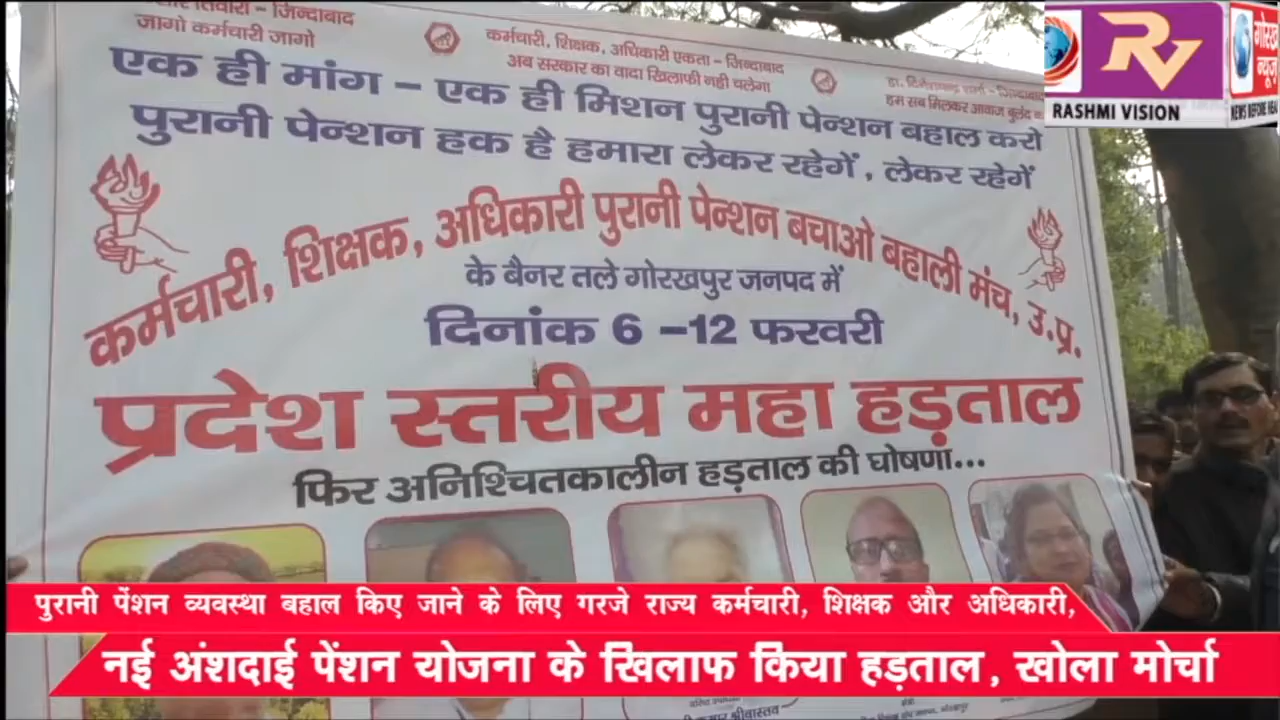 तिवारी – जिन्दाबाद
जागो कर्मचारी जागो
कर्मचारी, शिक्षक, अधिकारी एकता – जिन्दाबाद
अब सरकार का वादा खिलाफी नही चलेगा
हम सब मिलकर आवाज बुलंद
RV
RASHMI VISION
गोरख न्यूज
एक ही मांग – एक ही मिशन पुरानी पेन्शन बहाल करो
पुरानी पेन्शन हक है हमारा लेकर रहेगें , लेकर रहेगें
कर्मचारी, शिक्षक, अधिकारी पुरानी पेन्शन बचाओ बहाली मंच, उ.प्र.
के बैनर तले गोरखपुर जनपद में
दिनांक 6 –12 फरवरी
प्रदेश स्तरीय महा हड़ताल
फिर अनिश्चितकालीन हड़ताल की घोषणा...
पुरानी पेंशन व्यवस्था बहाल किए जाने के लिए गरजे राज्य कर्मचारी, शिक्षक और अधिकारी,
नई अंशदाई पेंशन योजना के खिलाफ किया हड़ताल, खोला मोर्चा